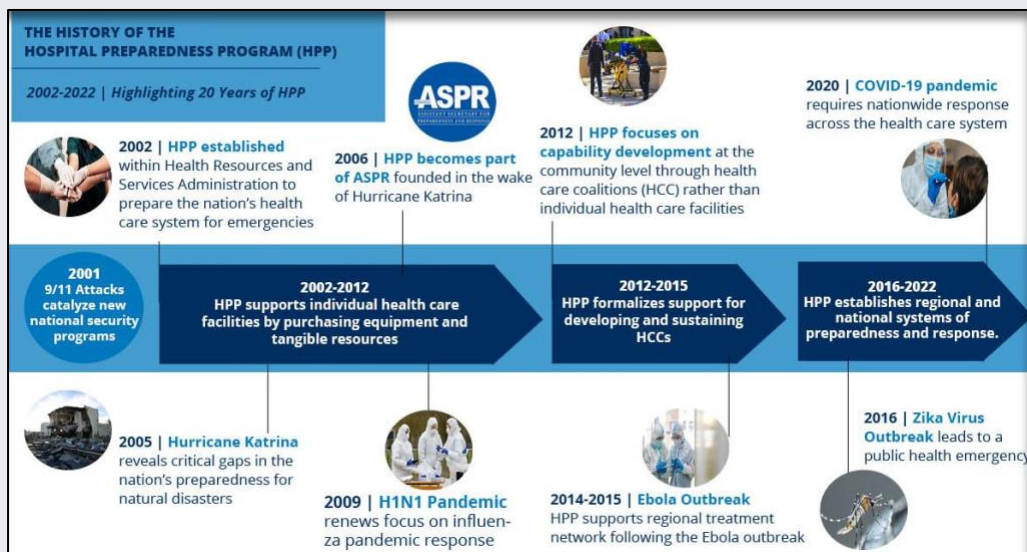 THE HISTORY OF THE
HOSPITAL PREPAREDNESS PROGRAM (HPP)
2002-2022 | Highlighting 20 Years of HPP
2002 | HPP established
within Health Resources and
Services Administration to
prepare the nation's health
care system for emergencies
ASPR
ASSISTANT SECRETARY FOR
PREPAREDNESS AND RESPONSE
2006 | HPP becomes part
of ASPR founded in the wake
of Hurricane Katrina
2012 | HPP focuses on
capability development at the
community level through health
care coalitions (HCC) rather than
individual health care facilities
2020 | COVID-19 pandemic
requires nationwide response
across the health care system
2001
9/11 Attacks
catalyze new
national security
programs
2002-2012
HPP supports individual health care
facilities by purchasing equipment and
tangible resources
2012-2015
HPP formalizes support for
developing and sustaining
HCCs
2016-2022
HPP establishes regional and
national systems of
preparedness and response.
2005 | Hurricane Katrina
reveals critical gaps in the
nation's preparedness for
natural disasters
2009 | H1N1 Pandemic
renews focus on influen-
za pandemic response
2014-2015 | Ebola Outbreak
HPP supports regional treatment
network following the Ebola outbreak
2016 | Zika Virus
Outbreak leads to a
public health emergency